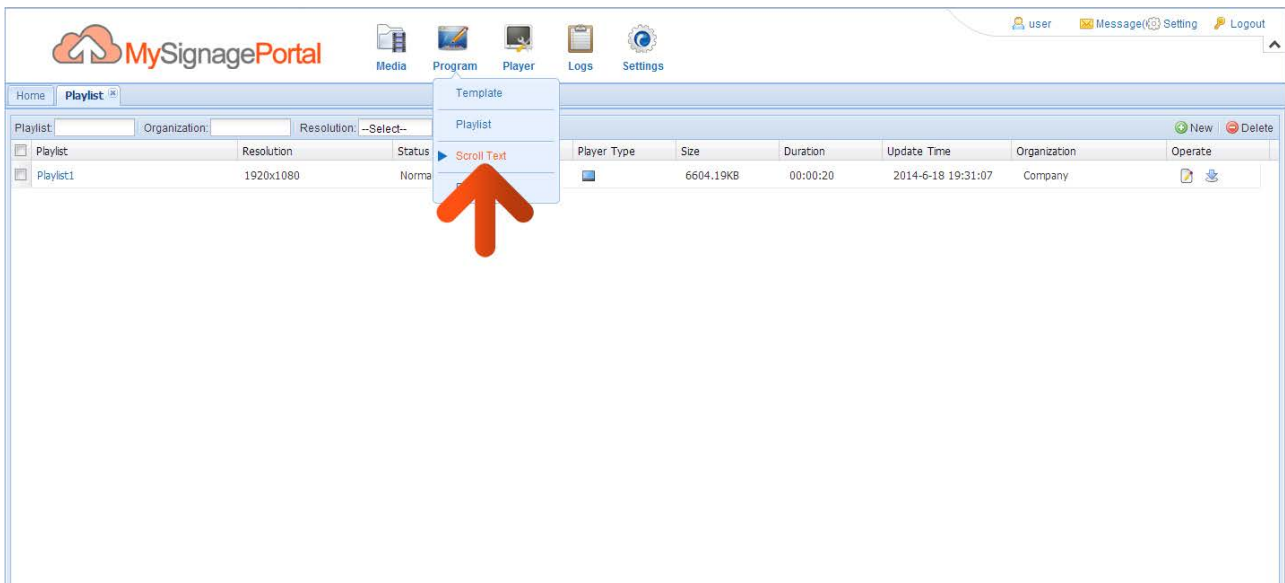 user Message( Setting Logout
MySignagePortal
Media Program Player Logs Settings
Home Playlist
Template
Playlist
Scroll Text
Playlist: Organization: Resolution: --Select-- New Delete
Playlist Resolution Status Player Type Size Duration Update Time Organization Operate
Playlist1 1920x1080 Norma 6604.19KB 00:00:20 2014-6-18 19:31:07 Company